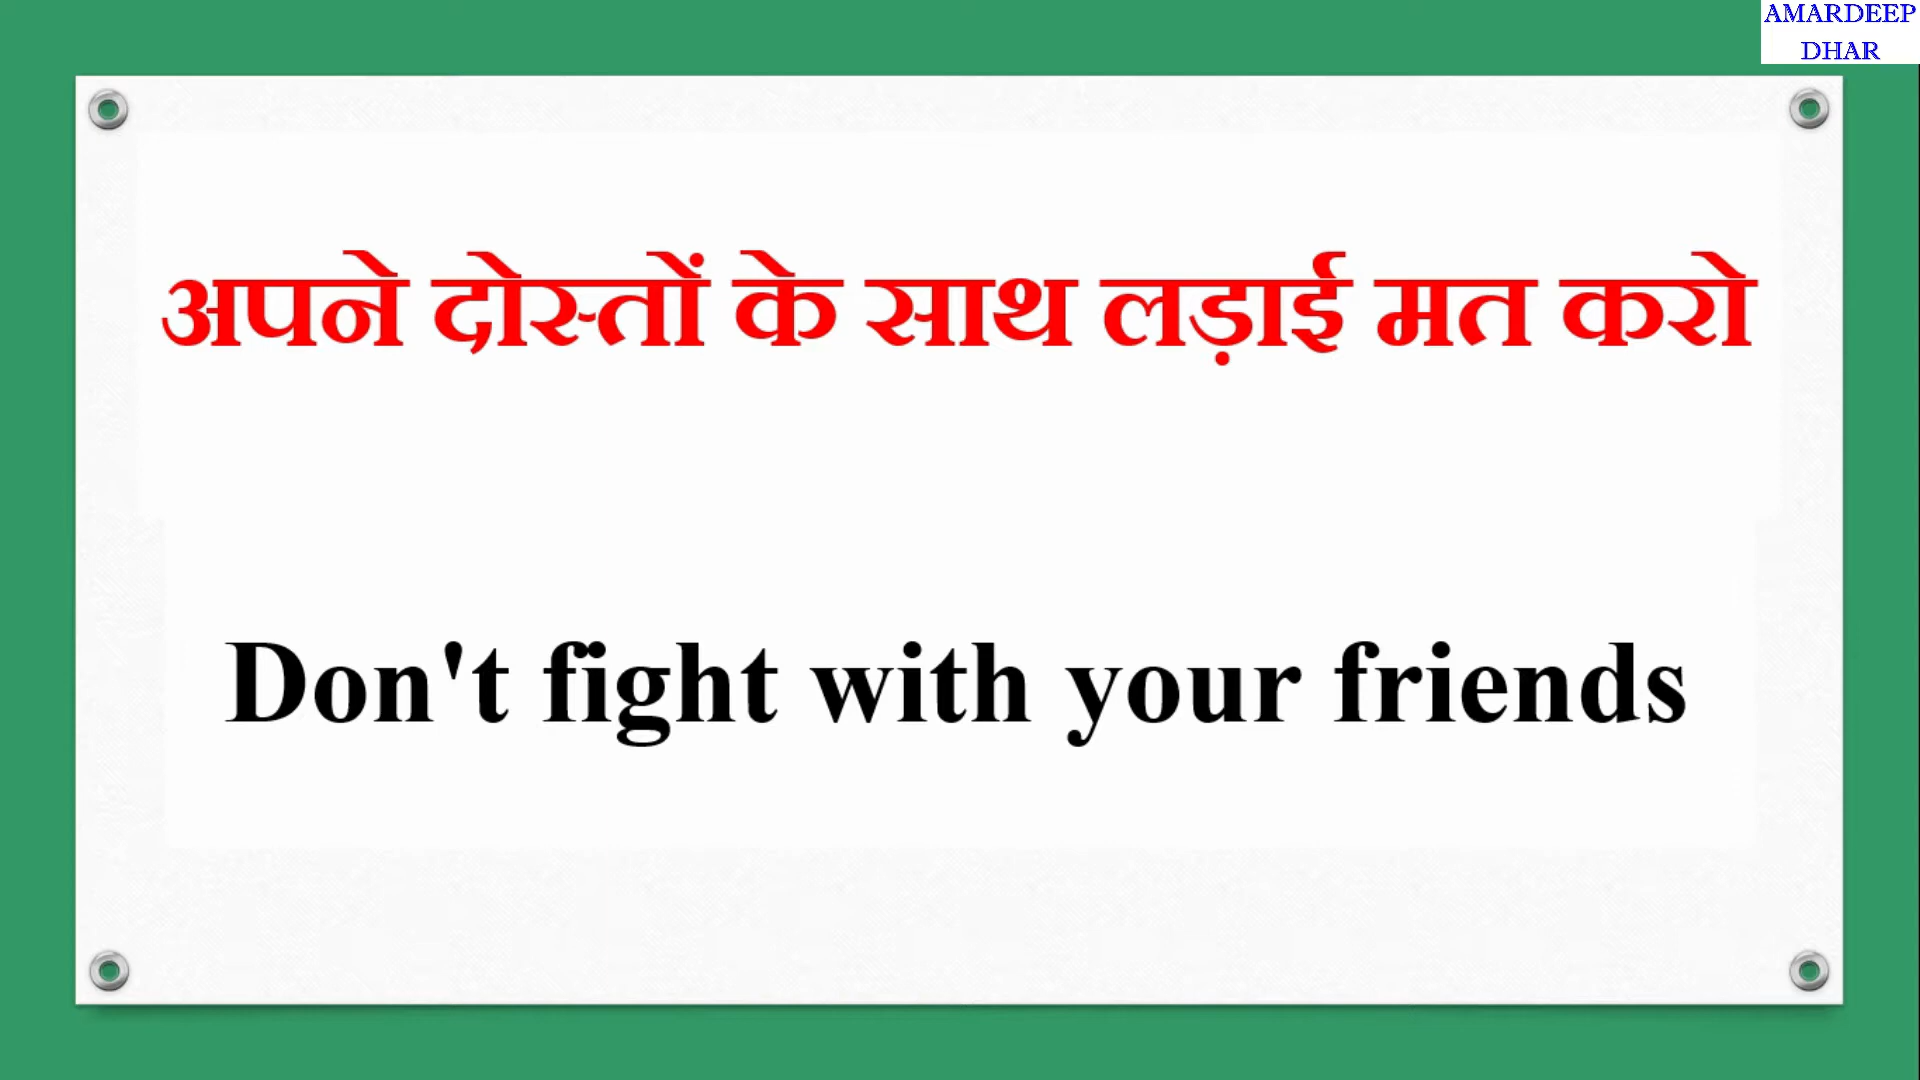 AMARDEEP
DHAR
अपने दोस्तों के साथ लड़ाई मत करो
Don't fight with your friends